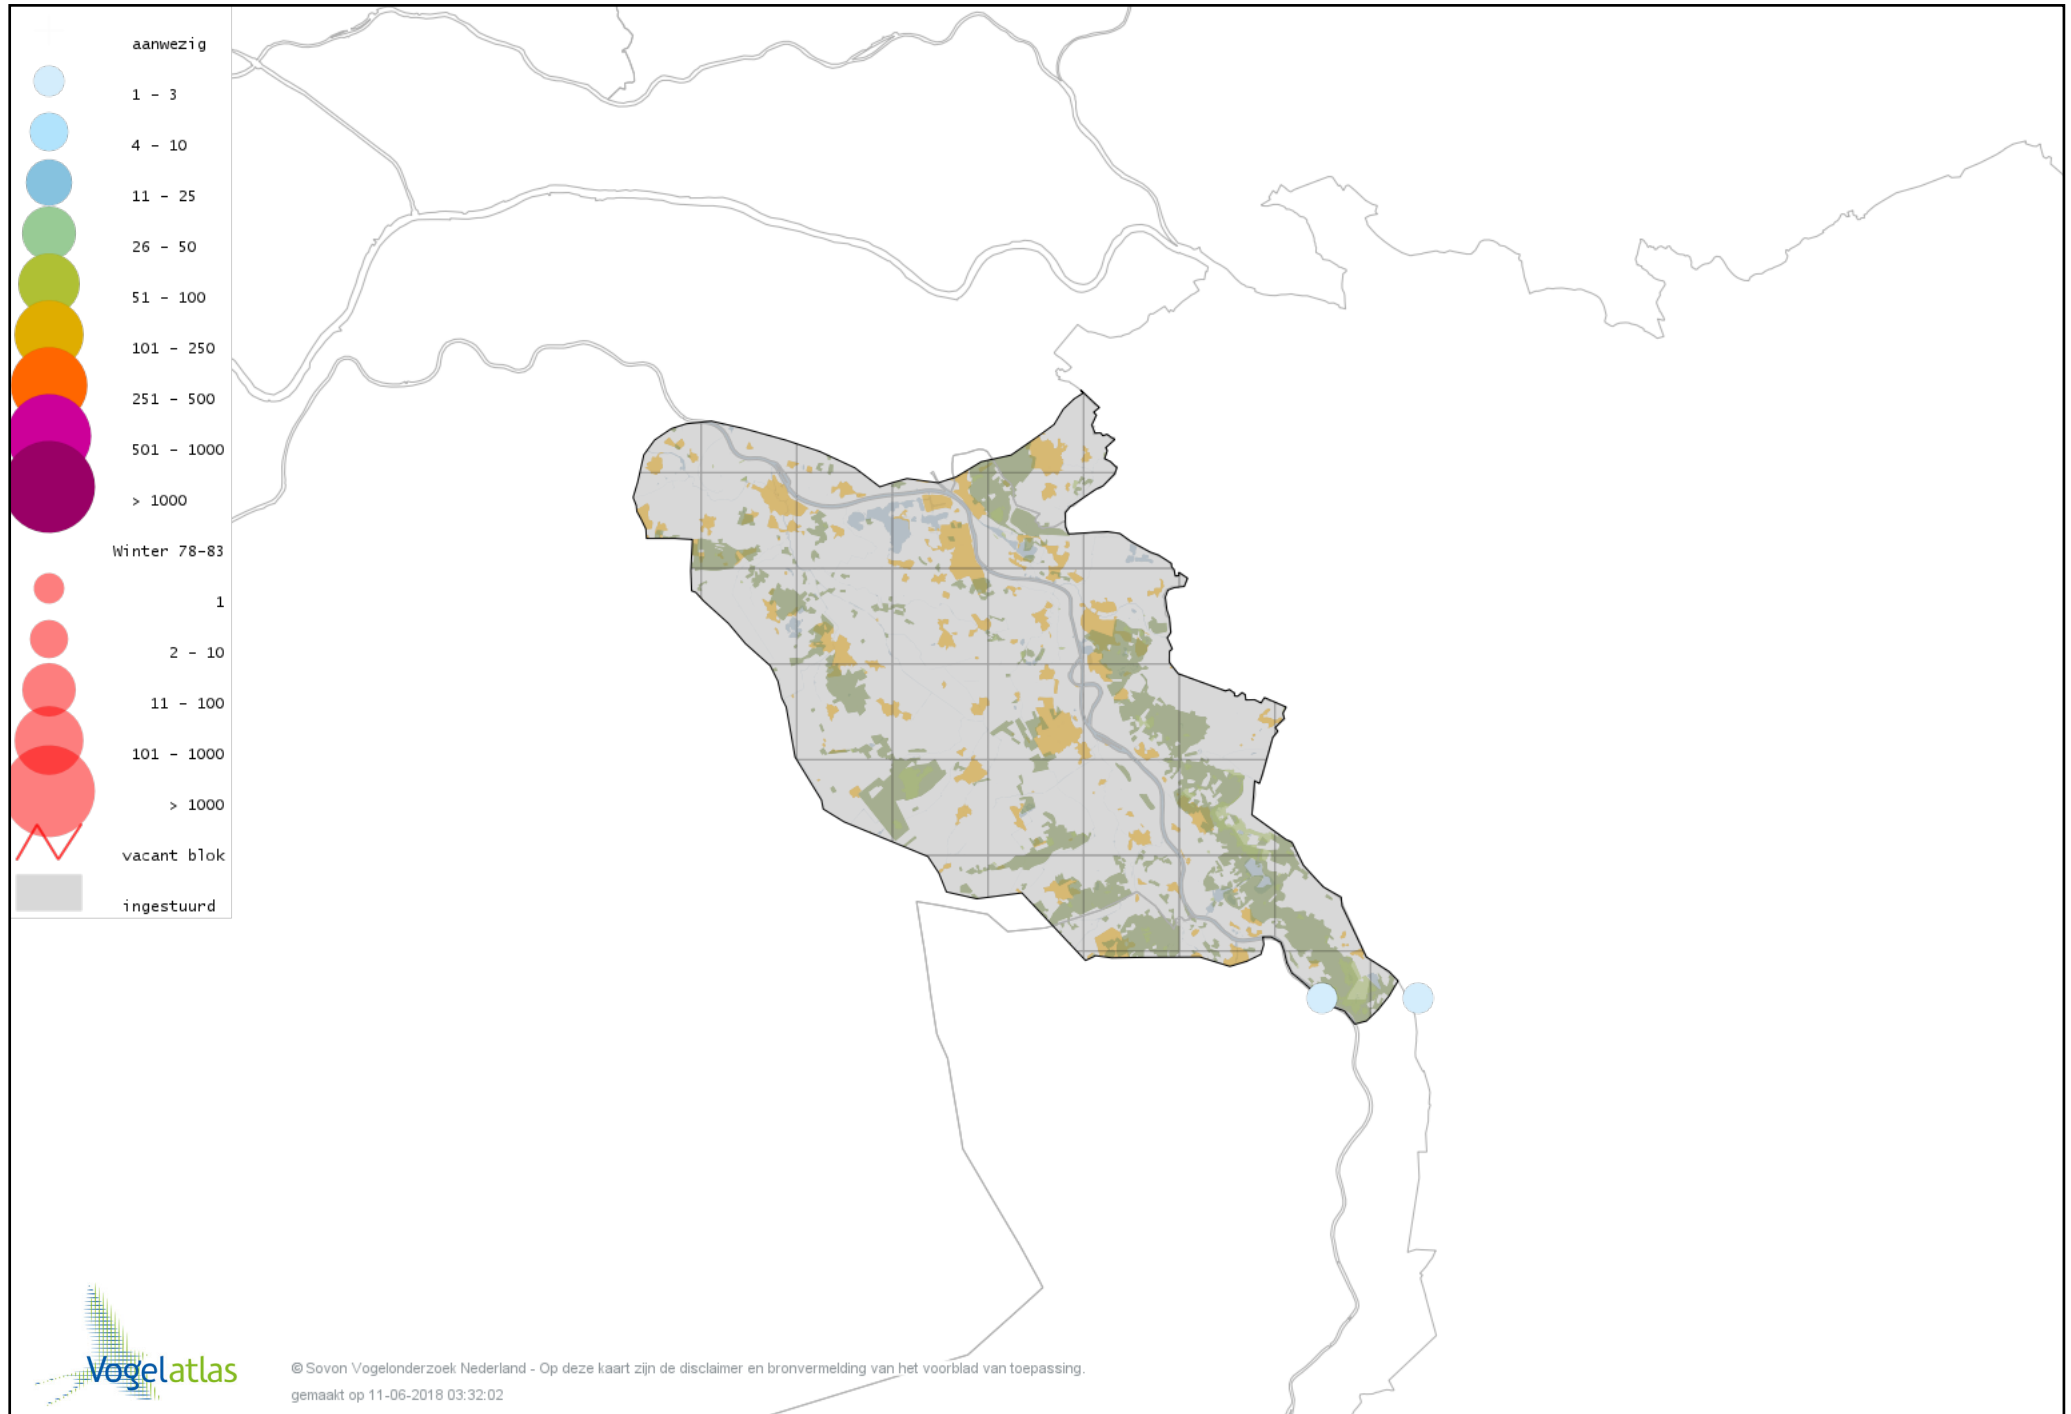 aanwezig
1 - 3
4 - 10
11 - 25
26 - 50
51 - 100
101 - 250
251 - 500
501 - 1000
> 1000
Winter 78-83
1
2 - 10
11 - 100
101 - 1000
> 1000
vacant blok
ingestuurd
Vogelatlas
© Sovon Vogelonderzoek Nederland - Op deze kaart zijn de disclaimer en bronvermelding van het voorblad van toepassing.
gemaakt op 11-06-2018 03:32:02